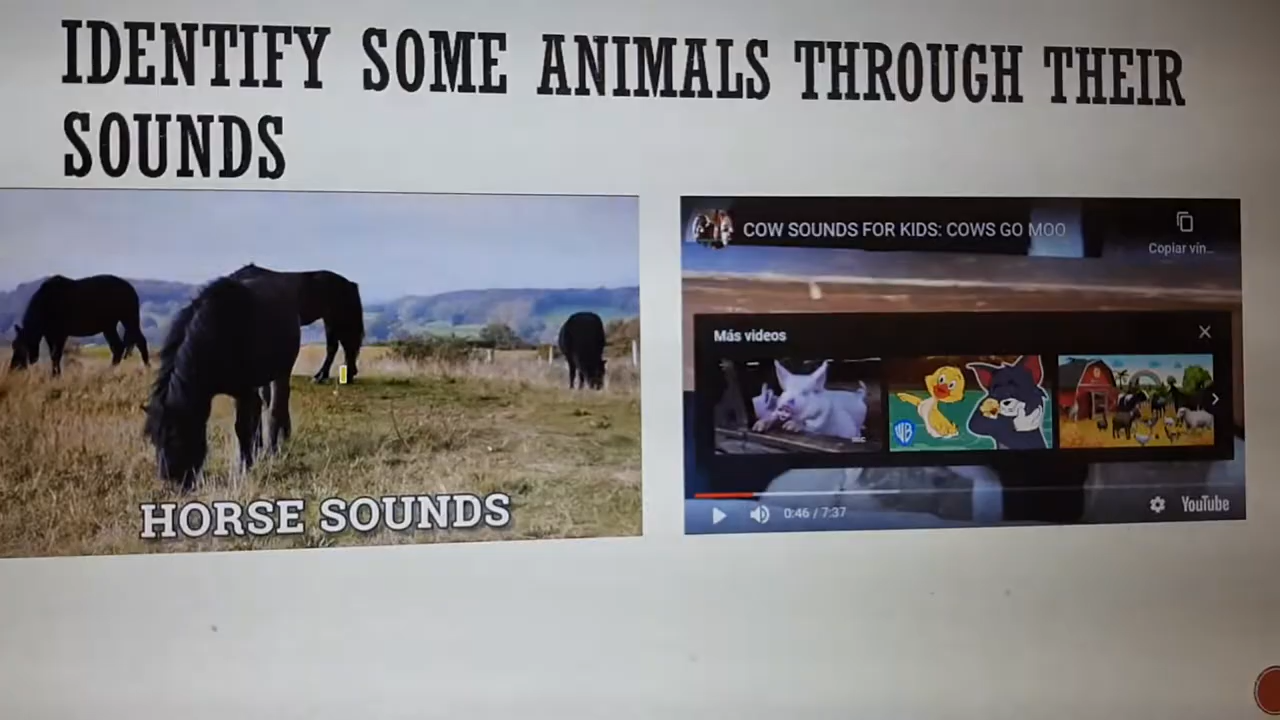 IDENTIFY SOME ANIMALS THROUGH THEIR
SOUNDS
HORSE SOUNDS
COW SOUNDS FOR KIDS: COWS GO MOO
Copiar vín...
Más videos
WB
0:46 / 7:37
YouTube